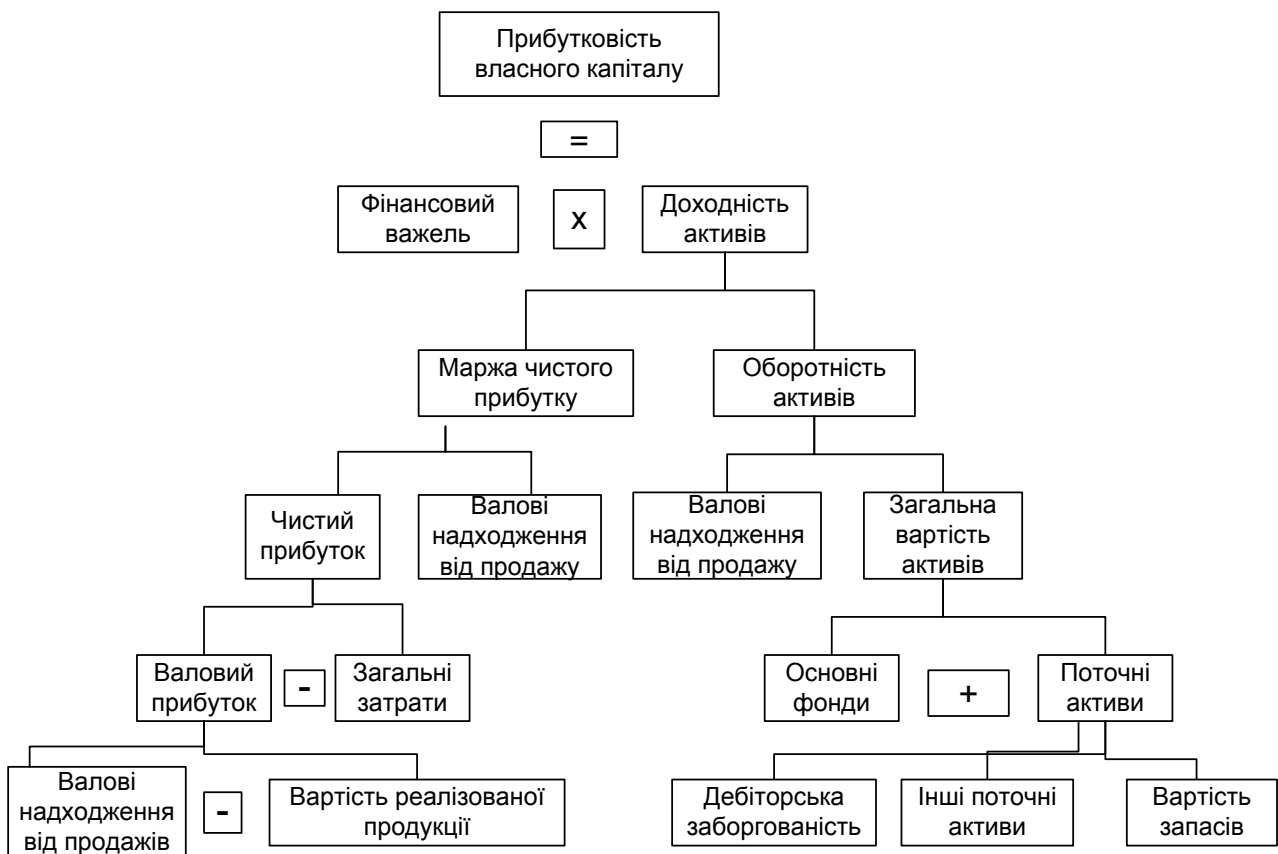 Прибутковість
власного капіталу
=
Фінансовий
важель
X
Доходність
активів
Маржа чистого
прибутку
Оборотність
активів
Чистий
прибуток
Валові
надходження
від продажу
Валові
надходження
від продажу
Загальна
вартість
активів
Валовий
прибуток
-
Загальні
затрати
Основні
фонди
+
Поточні
активи
Валові
надходження
від продажів
-
Вартість реалізованої
продукції
Дебіторська
заборгованість
Інші поточні
активи
Вартість
запасів